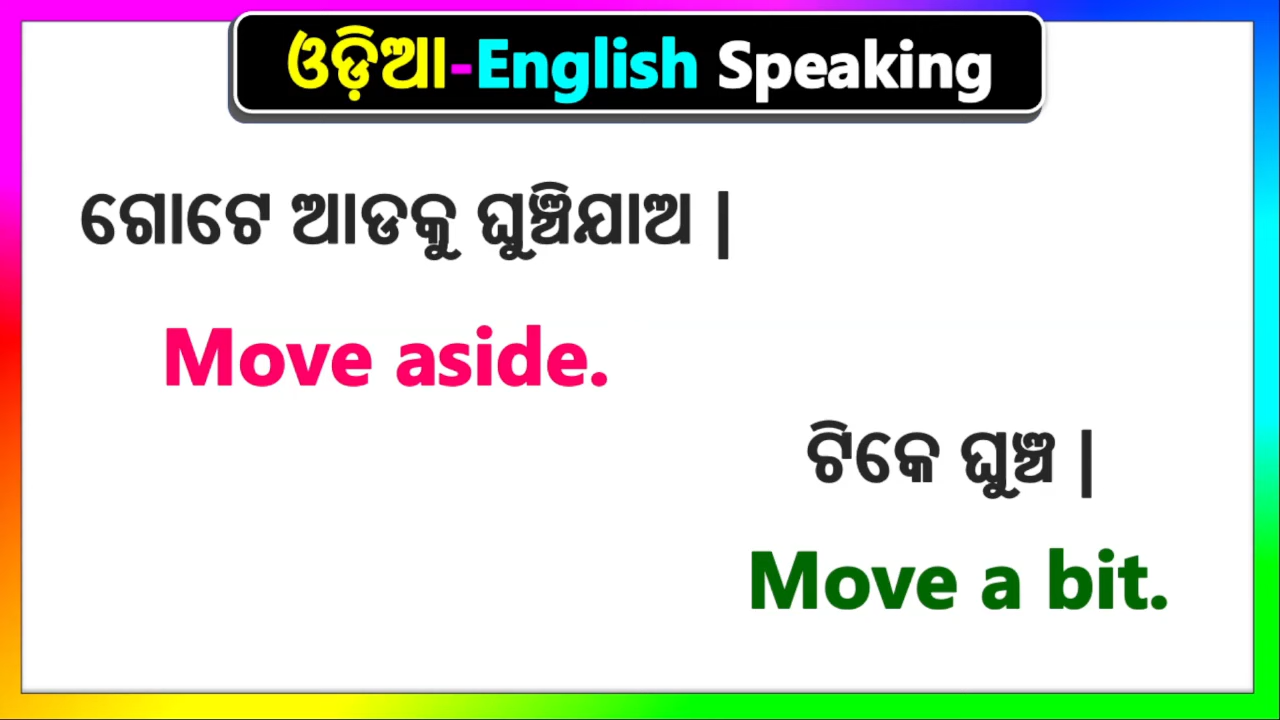 ଓଡ଼ିଆ-English Speaking
ଗୋଟେ ଆଡକୁ ଘୁଞ୍ଚିଯାଅ |
Move aside.
ଟିକେ ଘୁଞ୍ଚ |
Move a bit.